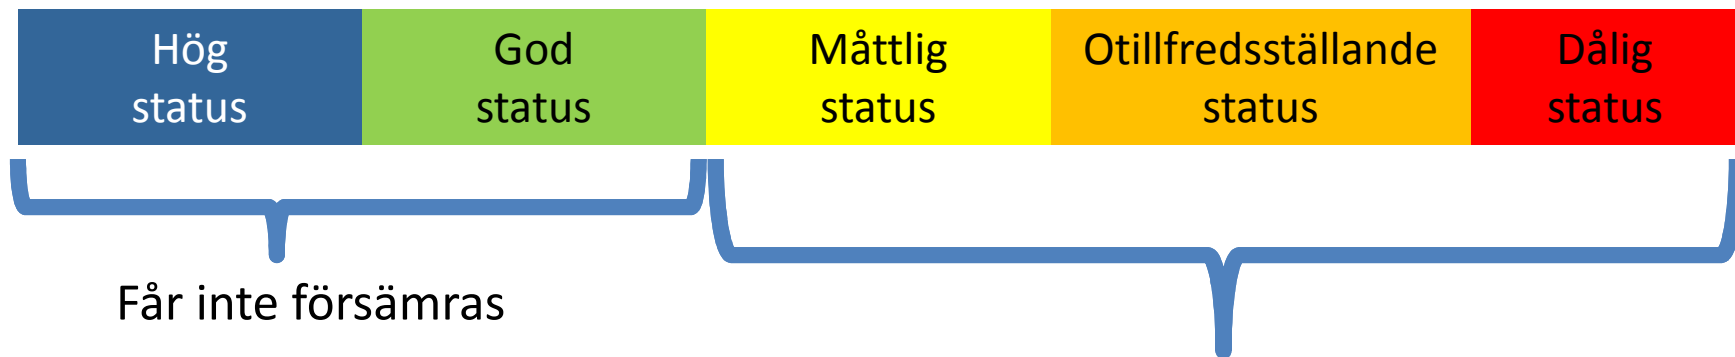 Hög
status
God
status
Måttlig
status
Otillfredsställande
status
Dålig
status
Får inte försämras